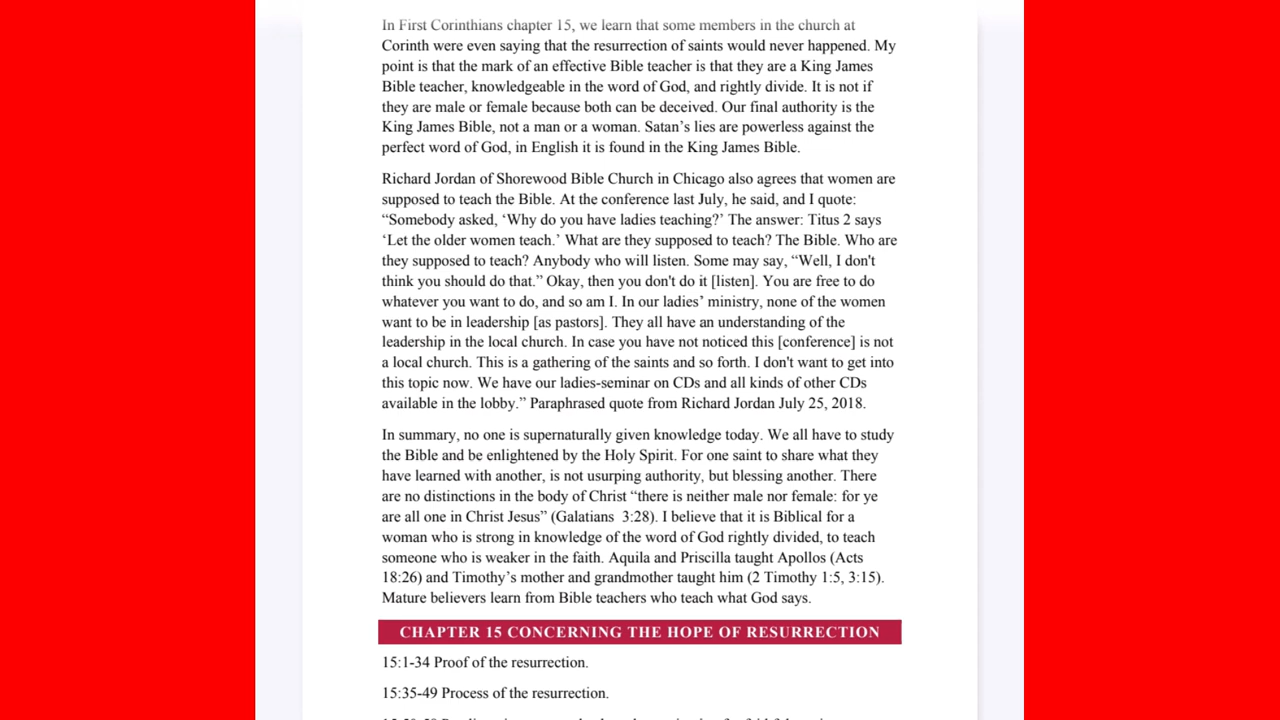 In First Corinthians chapter 15, we learn that some members in the church at
Corinth were even saying that the resurrection of saints would never happened. My
point is that the mark of an effective Bible teacher is that they are a King James
Bible teacher, knowledgeable in the word of God, and rightly divide. It is not if
they are male or female because both can be deceived. Our final authority is the
King James Bible, not a man or a woman. Satan’s lies are powerless against the
perfect word of God, in English it is found in the King James Bible.
Richard Jordan of Shorewood Bible Church in Chicago also agrees that women are
supposed to teach the Bible. At the conference last July, he said, and I quote:
“Somebody asked, ‘Why do you have ladies teaching?’ The answer: Titus 2 says
‘Let the older women teach.’ What are they supposed to teach? The Bible. Who are
they supposed to teach? Anybody who will listen. Some may say, “Well, I don't
think you should do that.” Okay, then you don't do it [listen]. You are free to do
whatever you want to do, and so am I. In our ladies’ ministry, none of the women
want to be in leadership [as pastors]. They all have an understanding of the
leadership in the local church. In case you have not noticed this [conference] is not
a local church. This is a gathering of the saints and so forth. I don't want to get into
this topic now. We have our ladies-seminar on CDs and all kinds of other CDs
available in the lobby.” Paraphrased quote from Richard Jordan July 25, 2018.
In summary, no one is supernaturally given knowledge today. We all have to study
the Bible and be enlightened by the Holy Spirit. For one saint to share what they
have learned with another, is not usurping authority, but blessing another. There
are no distinctions in the body of Christ “there is neither male nor female: for ye
are all one in Christ Jesus” (Galatians  3:28). I believe that it is Biblical for a
woman who is strong in knowledge of the word of God rightly divided, to teach
someone who is weaker in the faith. Aquila and Priscilla taught Apollos (Acts
18:26) and Timothy’s mother and grandmother taught him (2 Timothy 1:5, 3:15).
Mature believers learn from Bible teachers who teach what God says.
CHAPTER 15 CONCERNING THE HOPE OF RESURRECTION
15:1-34 Proof of the resurrection.
15:35-49 Process of the resurrection.